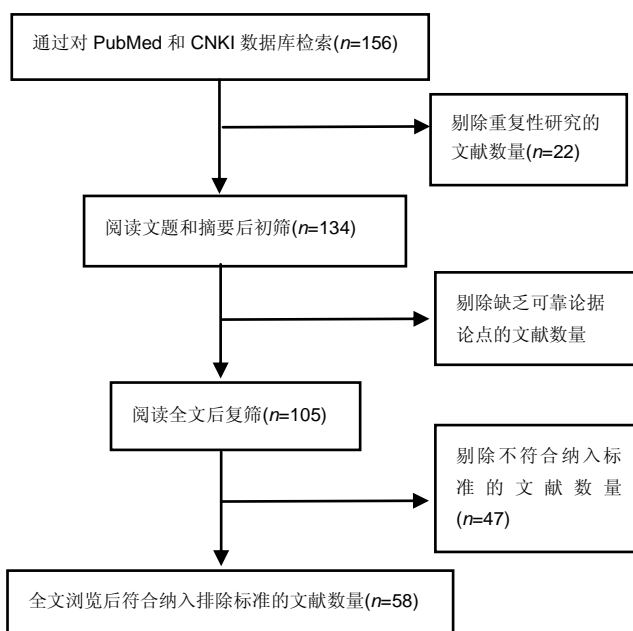 通过对 PubMed 和 CNKI 数据库检索(n=156)
剔除重复性研究的
文献数量(n=22)
阅读文题和摘要后初筛(n=134)
剔除缺乏可靠论据
论点的文献数量
阅读全文后复筛(n=105)
剔除不符合纳入标
准的文献数量
(n=47)
全文浏览后符合纳入排除标准的文献数量(n=58)